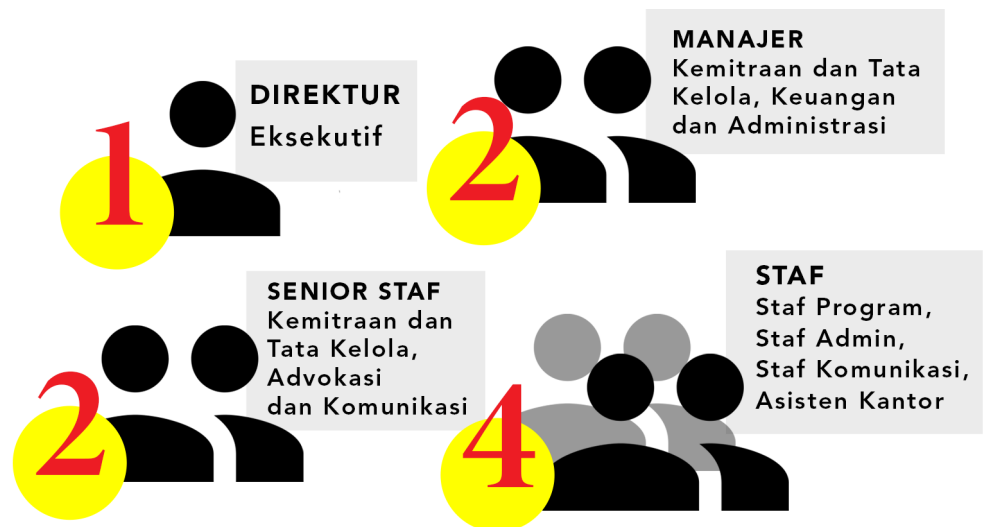 1
DIREKTUR
Eksekutif
2
MANAJER
Kemitraan dan Tata
Kelola, Keuangan
dan Administrasi
2
SENIOR STAF
Kemitraan dan
Tata Kelola,
Advokasi
dan Komunikasi
4
STAF
Staf Program,
Staf Admin,
Staf Komunikasi,
Asisten Kantor